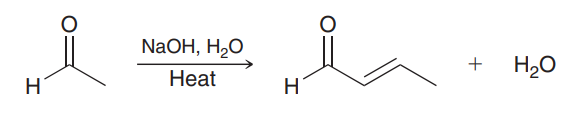 O
H
NaOH, H₂O
Heat
O
H
+ H₂O